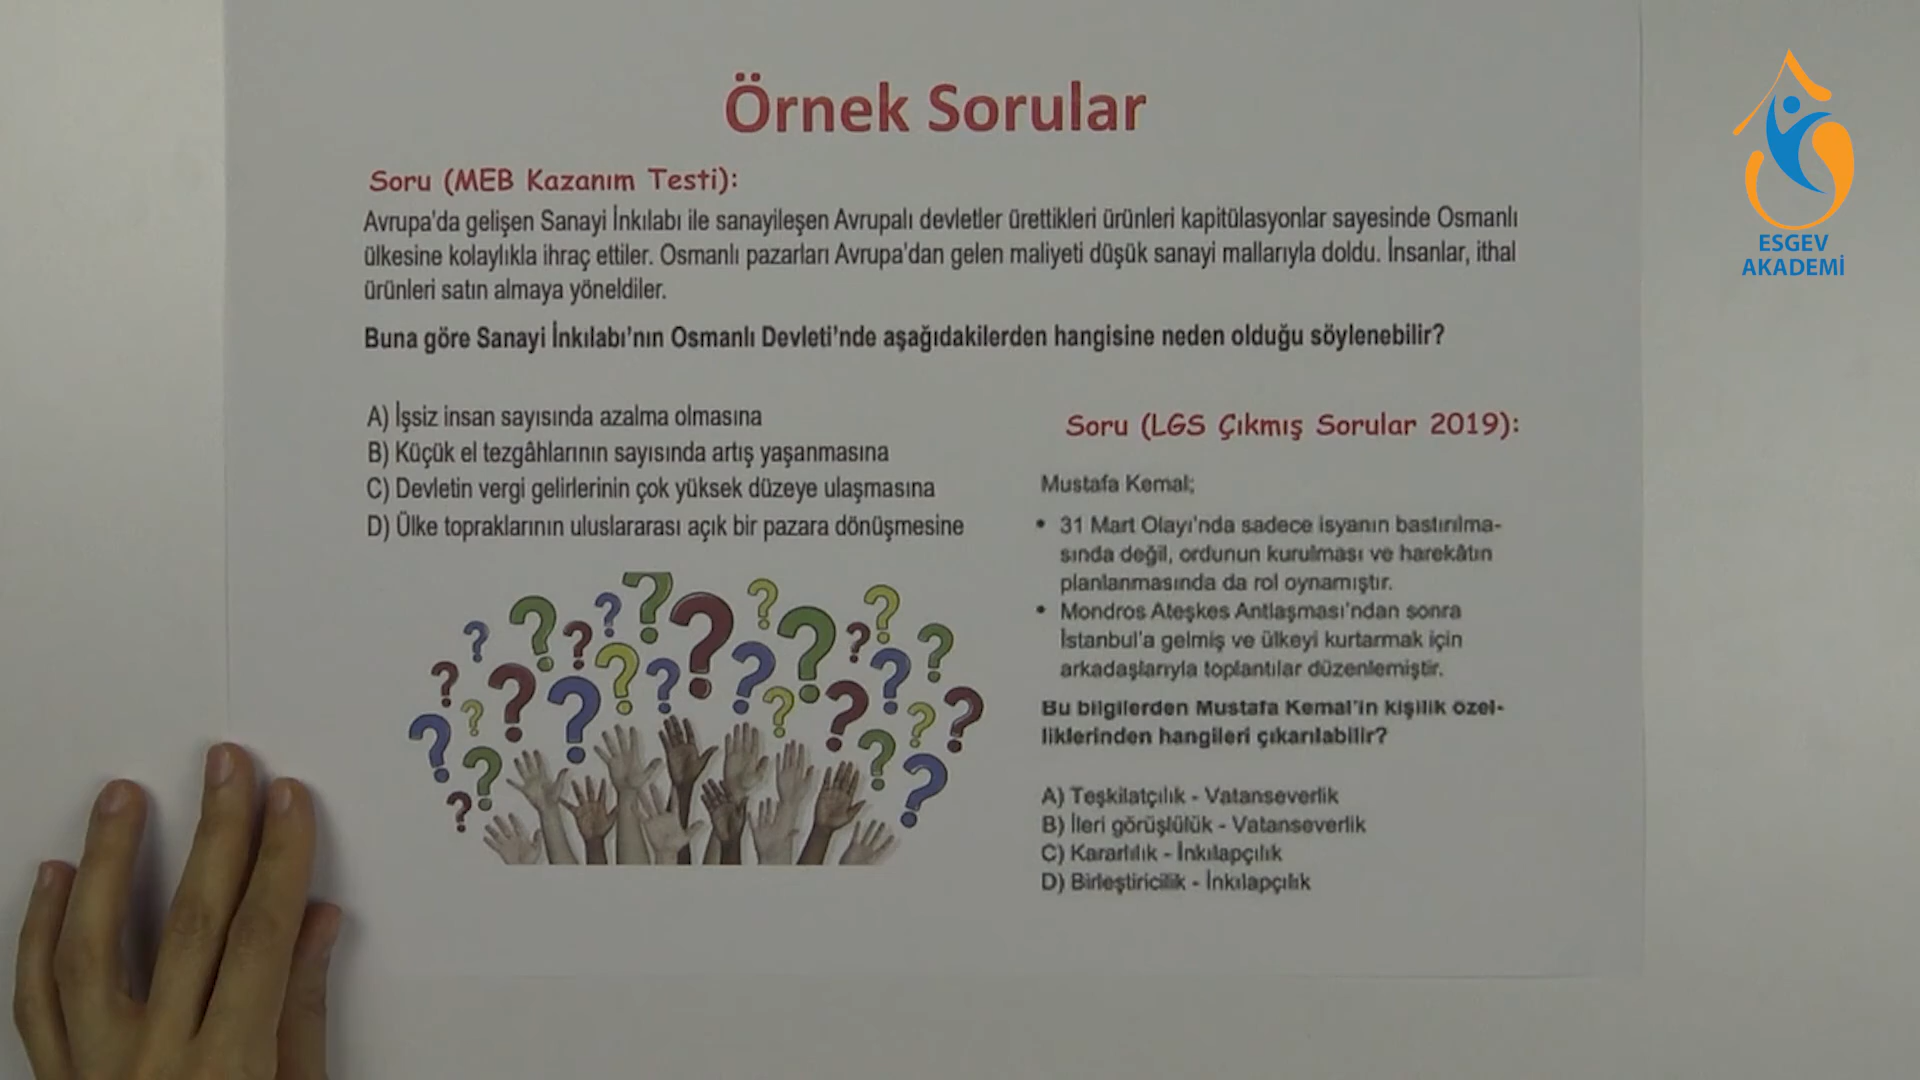 Örnek Sorular
Soru (MEB Kazanım Testi):
Avrupa'da gelişen Sanayi İnkılabı ile sanayileşen Avrupalı devletler ürettikleri ürünleri kapitülasyonlar sayesinde Osmanlı
ülkesine kolaylıkla ihraç ettiler. Osmanlı pazarları Avrupa'dan gelen maliyeti düşük sanayi mallarıyla doldu. İnsanlar, ithal
ürünleri satın almaya yöneldiler.
Buna göre Sanayi İnkılabı'nın Osmanlı Devleti'nde aşağıdakilerden hangisine neden olduğu söylenebilir?
A) İşsiz insan sayısında azalma olmasına
B) Küçük el tezgâhlarının sayısında artış yaşanmasına
C) Devletin vergi gelirlerinin çok yüksek düzeye ulaşmasına
D) Ülke topraklarının uluslararası açık bir pazara dönüşmesine
Soru (LGS Çıkmış Sorular 2019):
Mustafa Kemal;
• 31 Mart Olayı'nda sadece isyanın bastırılma-
sında değil, ordunun kurulması ve harekâtın
planlanmasında da rol oynamıştır.
• Mondros Ateşkes Antlaşması'ndan sonra
İstanbul'a gelmiş ve ülkeyi kurtarmak için
arkadaşlarıyla toplantılar düzenlemiştir.
Bu bilgilerden Mustafa Kemal'in kişilik özel-
liklerinden hangileri çıkarılabilir?
A) Teşkilatçılık - Vatanseverlik
B) İleri görüşlülük - Vatanseverlik
C) Kararlılık - İnkılapçılık
D) Birleştiricilik - İnkılapçılık
ESGEV
AKADEMİ